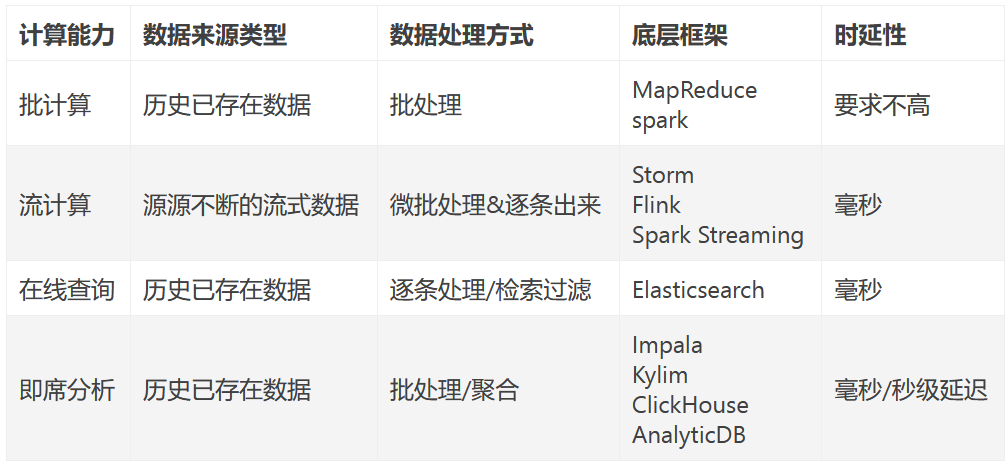 计算能力 数据来源类型 数据处理方式 底层框架 时延性
批计算 历史已存在数据 批处理 MapReduce
spark 要求不高
流计算 源源不断的流式数据 微批处理&逐条出来 Storm
Flink
Spark Streaming 毫秒
在线查询 历史已存在数据 逐条处理/检索过滤 Elasticsearch 毫秒
即席分析 历史已存在数据 批处理/聚合 Impala
Kylim
ClickHouse
AnalyticDB 毫秒/秒级延迟